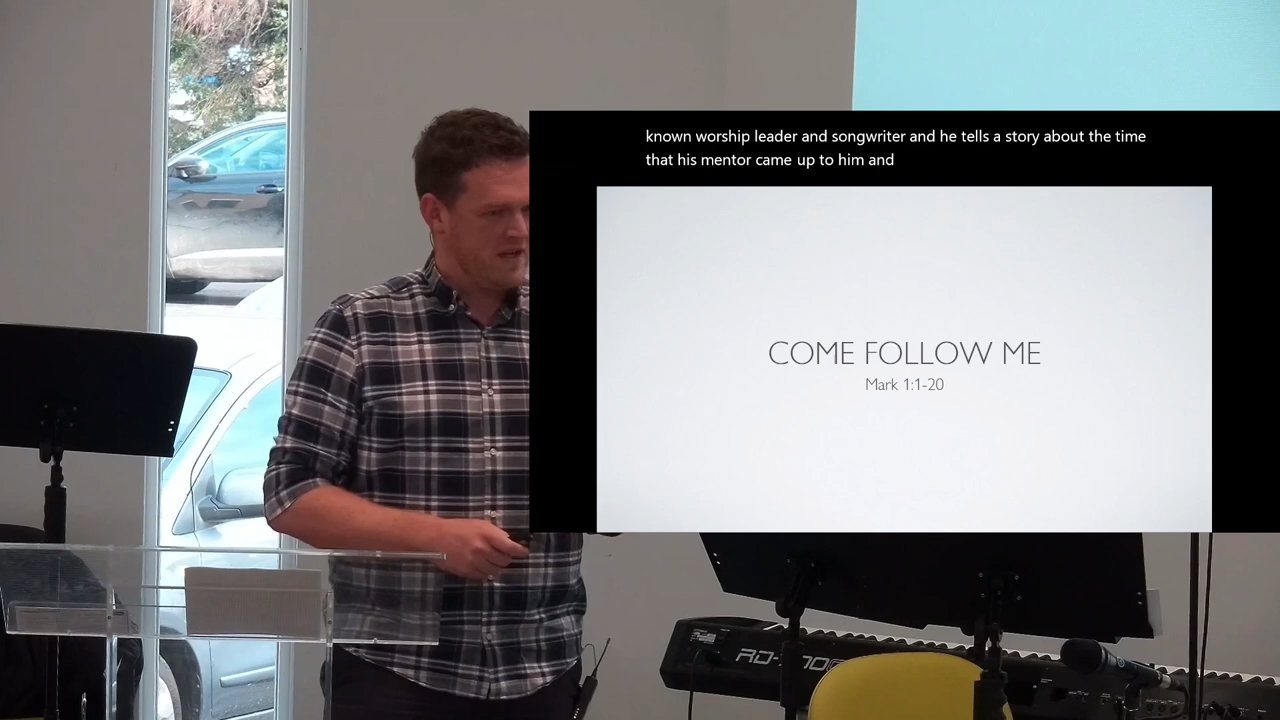 known worship leader and songwriter and he tells a story about the time
that his mentor came up to him and
COME FOLLOW ME
Mark 1:1-20